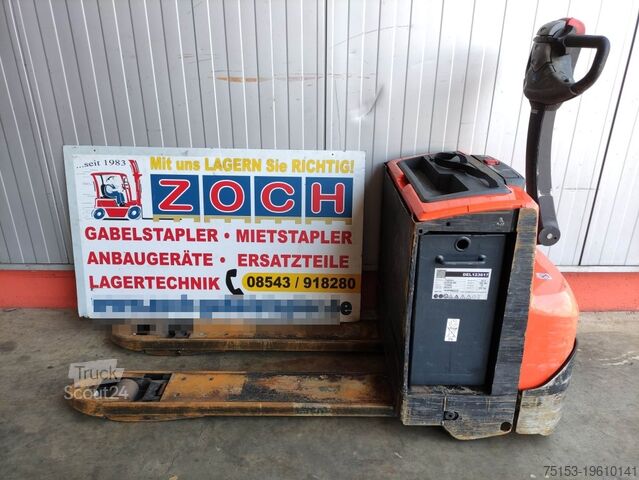 ...seit 1983
Mit uns LAGERN Sie RICHTIG!
ZOCH
GABELSTAPLER • MIETSTAPLER
ANBAUGERÄTE • ERSATZTEILE
LAGERTECHNIK 08543 / 918280
DEL123617
Truck
Scout24
75153-19610141